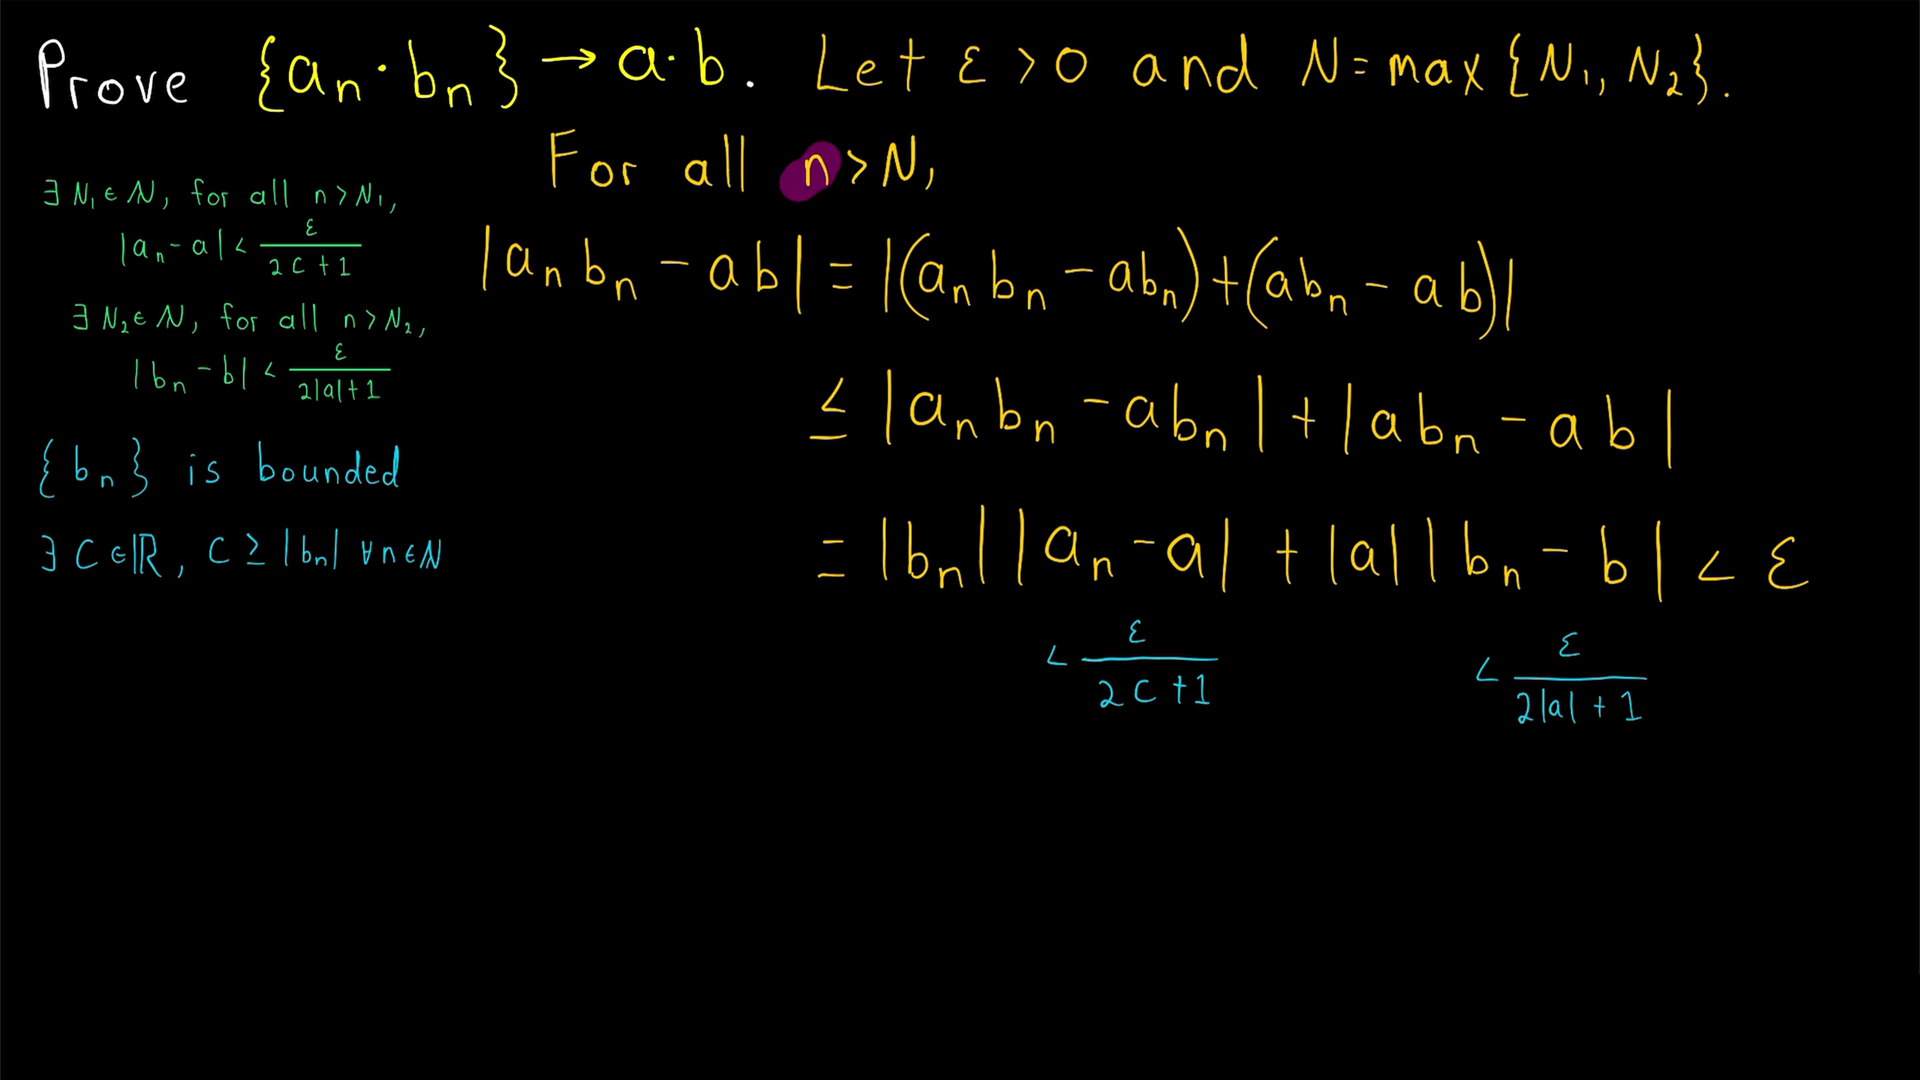 Prove {aₙ · bₙ} → a·b. Let ε > 0 and N = max {N₁, N₂}.
For all n > N,
∃ N₁ ∈ ℕ, for all n > N₁,
|aₙ - a| < ε/(2C + 1)
∃ N₂ ∈ ℕ, for all n > N₂,
|bₙ - b| < ε/(2|a| + 1)
{bₙ} is bounded
∃ C ∈ ℝ, C ≥ |bₙ| ∀ n ∈ ℕ
|aₙbₙ - ab| = |(aₙbₙ - abₙ) + (abₙ - ab)|
≤ |aₙbₙ - abₙ| + |abₙ - ab|
= |bₙ| |aₙ - a| + |a| |bₙ - b| < ε
< ε/(2C + 1) < ε/(2|a| + 1)